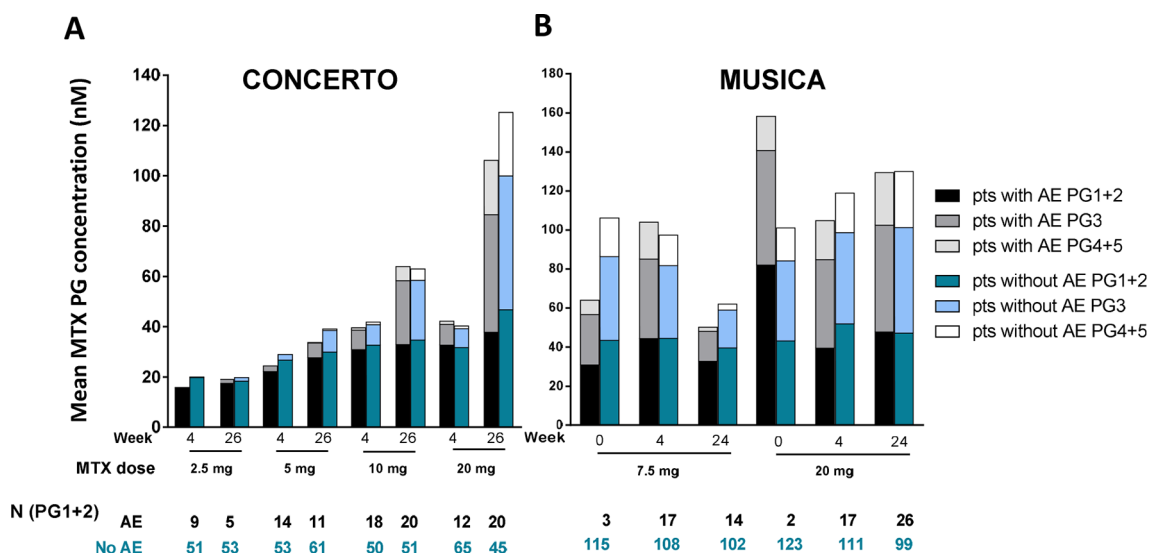 A
B
CONCERTO
MUSICA
Mean MTX PG concentration (nM)
140
120
100
80
60
40
20
0
180
160
140
120
100
80
60
40
20
0
pts with AE PG1+2
pts with AE PG3
pts with AE PG4+5
pts without AE PG1+2
pts without AE PG3
pts without AE PG4+5
Week 4 26 4 26 4 26 4 26
MTX dose 2.5 mg 5 mg 10 mg 20 mg
Week 0 4 24 0 4 24
7.5 mg 20 mg
N (PG1+2)
AE 9 5 14 11 18 20 12 20 3 17 14 2 17 26
No AE 51 53 53 61 50 51 65 45 115 108 102 123 111 99